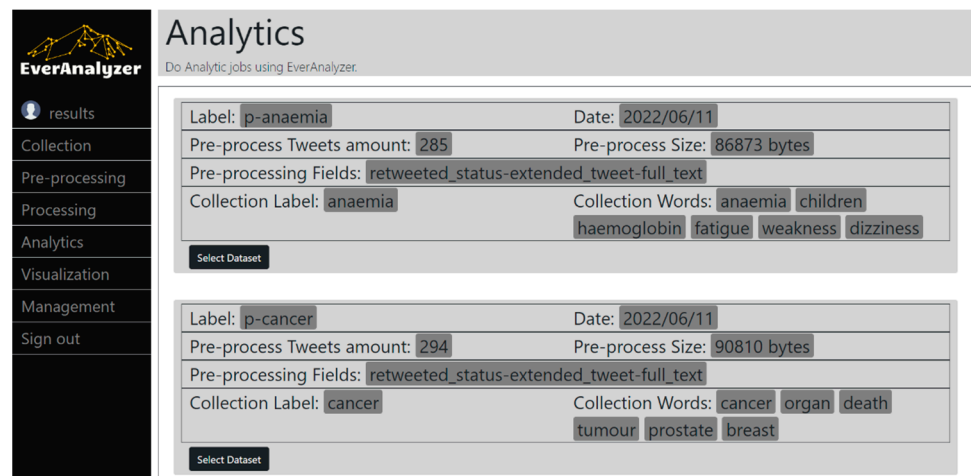 EverAnalyzer
results
Collection
Pre-processing
Processing
Analytics
Visualization
Management
Sign out
Analytics
Do Analytic jobs using EverAnalyzer.
Label: p-anaemia Date: 2022/06/11
Pre-process Tweets amount: 285 Pre-process Size: 86873 bytes
Pre-processing Fields: retweeted_status-extended_tweet-full_text
Collection Label: anaemia Collection Words: anaemia children
haemoglobin fatigue weakness dizziness
Select Dataset
Label: p-cancer Date: 2022/06/11
Pre-process Tweets amount: 294 Pre-process Size: 90810 bytes
Pre-processing Fields: retweeted_status-extended_tweet-full_text
Collection Label: cancer Collection Words: cancer organ death
tumour prostate breast
Select Dataset